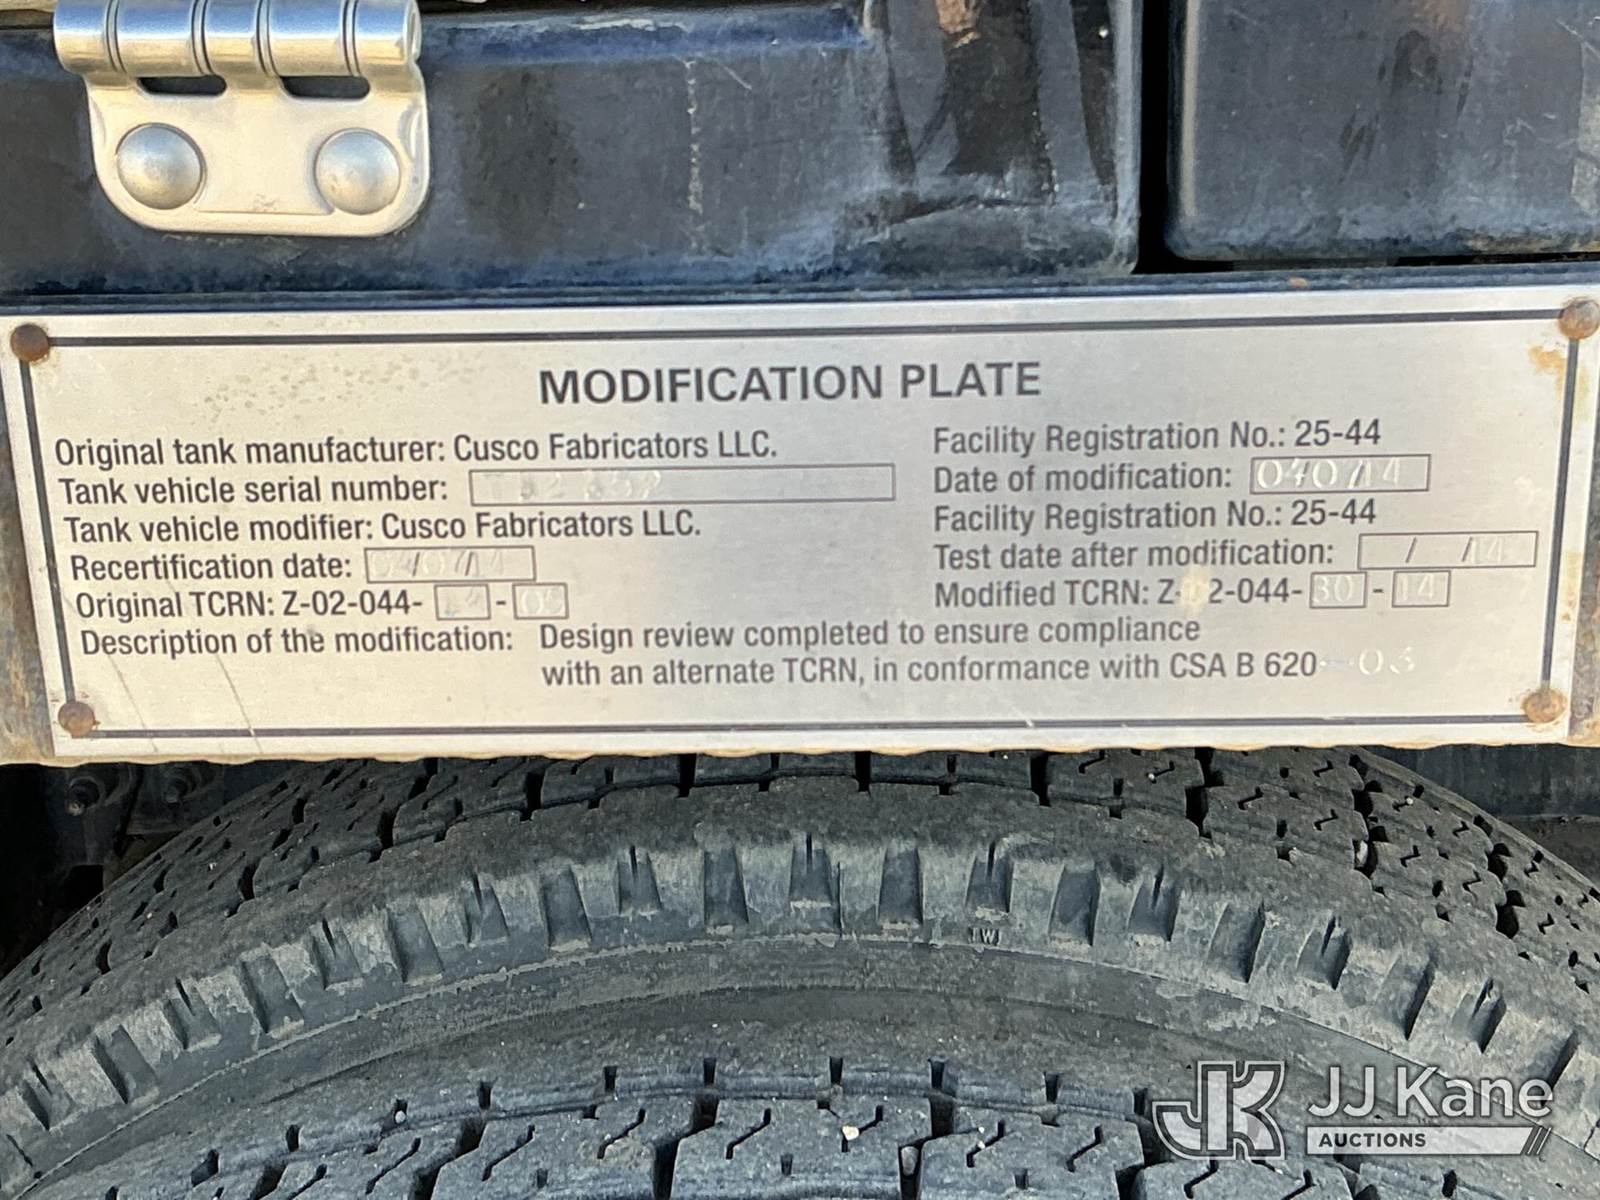 MODIFICATION PLATE
Original tank manufacturer: Cusco Fabricators LLC.
Tank vehicle serial number:
Tank vehicle modifier: Cusco Fabricators LLC.
Recertification date:
Original TCRN: Z-02-044- -
Facility Registration No.: 25-44
Date of modification:
Facility Registration No.: 25-44
Test date after modification: / /14
Modified TCRN: Z- 2-044-30-14
Description of the modification: Design review completed to ensure compliance
with an alternate TCRN, in conformance with CSA B 620
TWI
JK JJ Kane
AUCTIONS